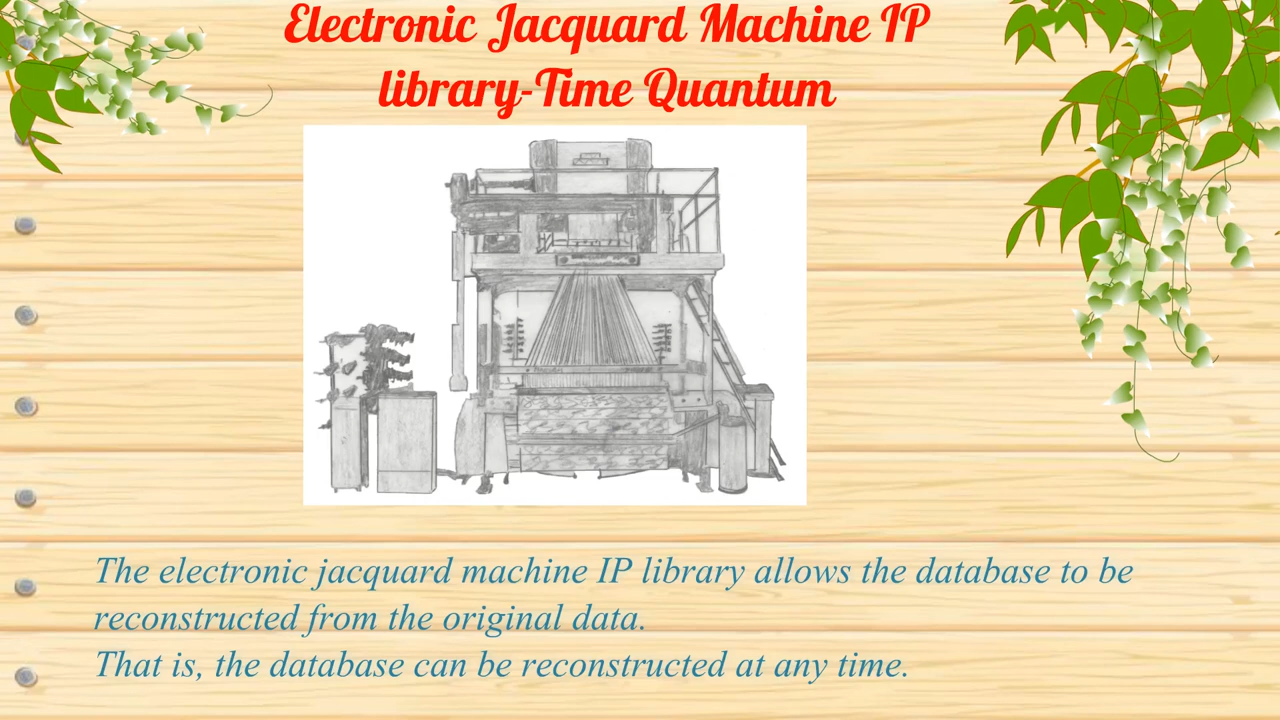 Electronic Jacquard Machine IP
library-Time Quantum
The electronic jacquard machine IP library allows the database to be
reconstructed from the original data.
That is, the database can be reconstructed at any time.